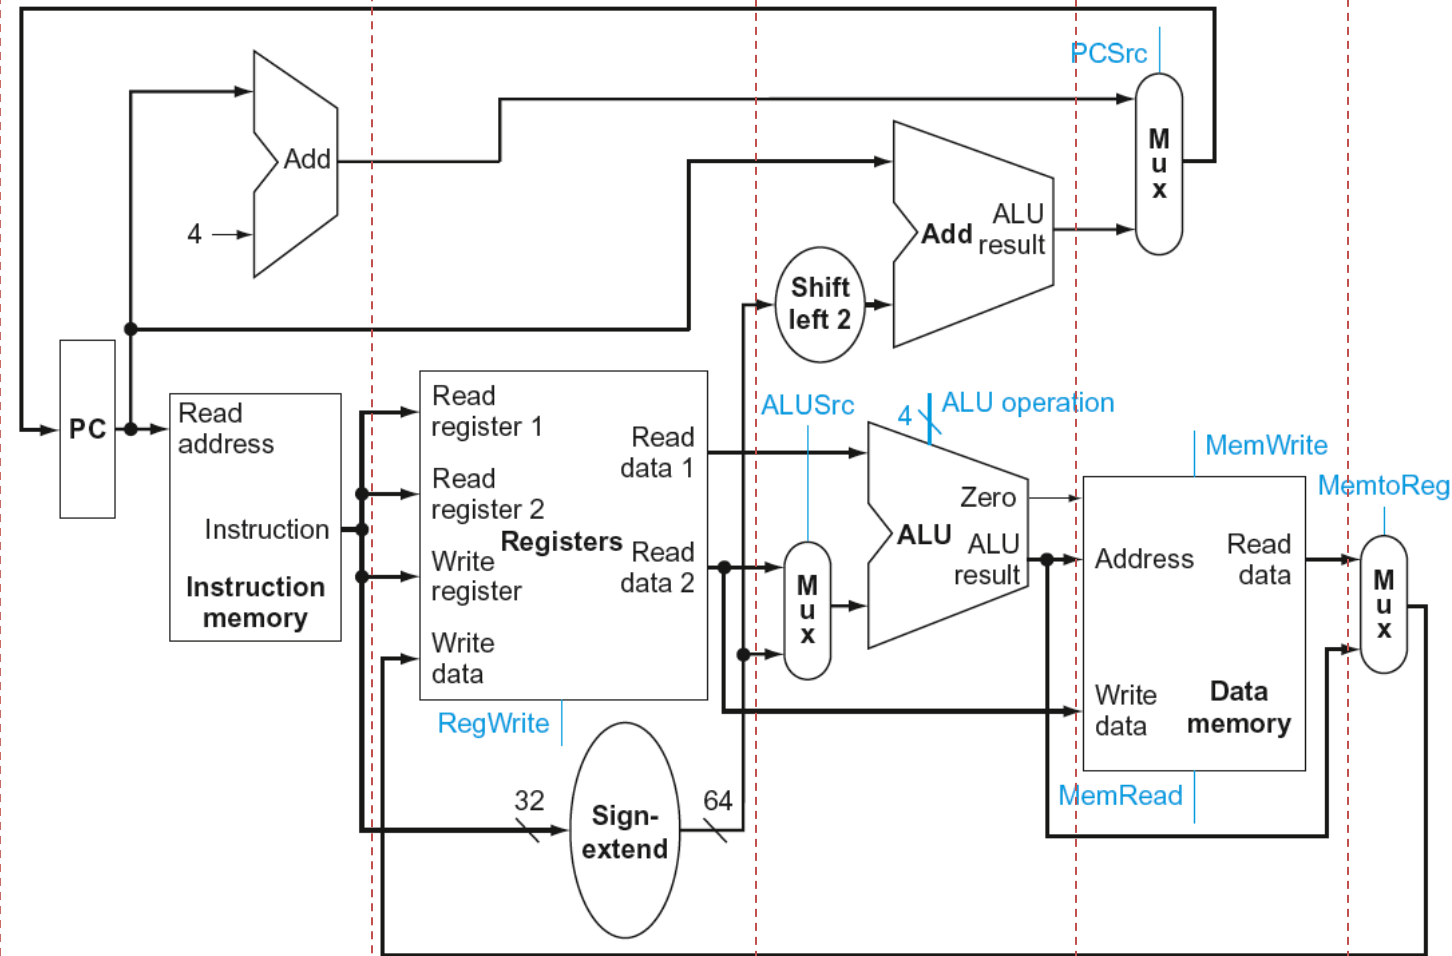 PCSrc
M
u
x
Add
4
Add
ALU
result
Shift
left 2
PC
Read
address
Instruction
Instruction
memory
Read
register 1
Read
register 2
Write
register
Write
data
Registers
Read
data 1
Read
data 2
RegWrite
ALUSrc
M
u
x
4
ALU operation
Zero
ALU
ALU
result
MemWrite
Address
Read
data
Write
data
Data
memory
MemRead
MemtoReg
M
u
x
32
Sign-
extend
64